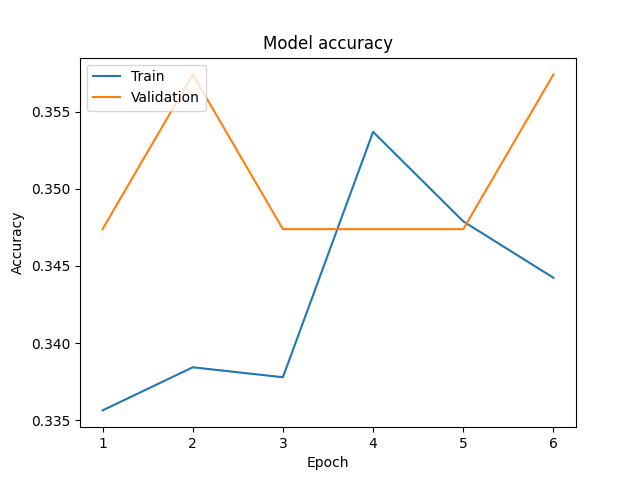 Model accuracy
Train
Validation
0.355
0.350
0.345
0.340
0.335
Accuracy
1 2 3 4 5 6
Epoch